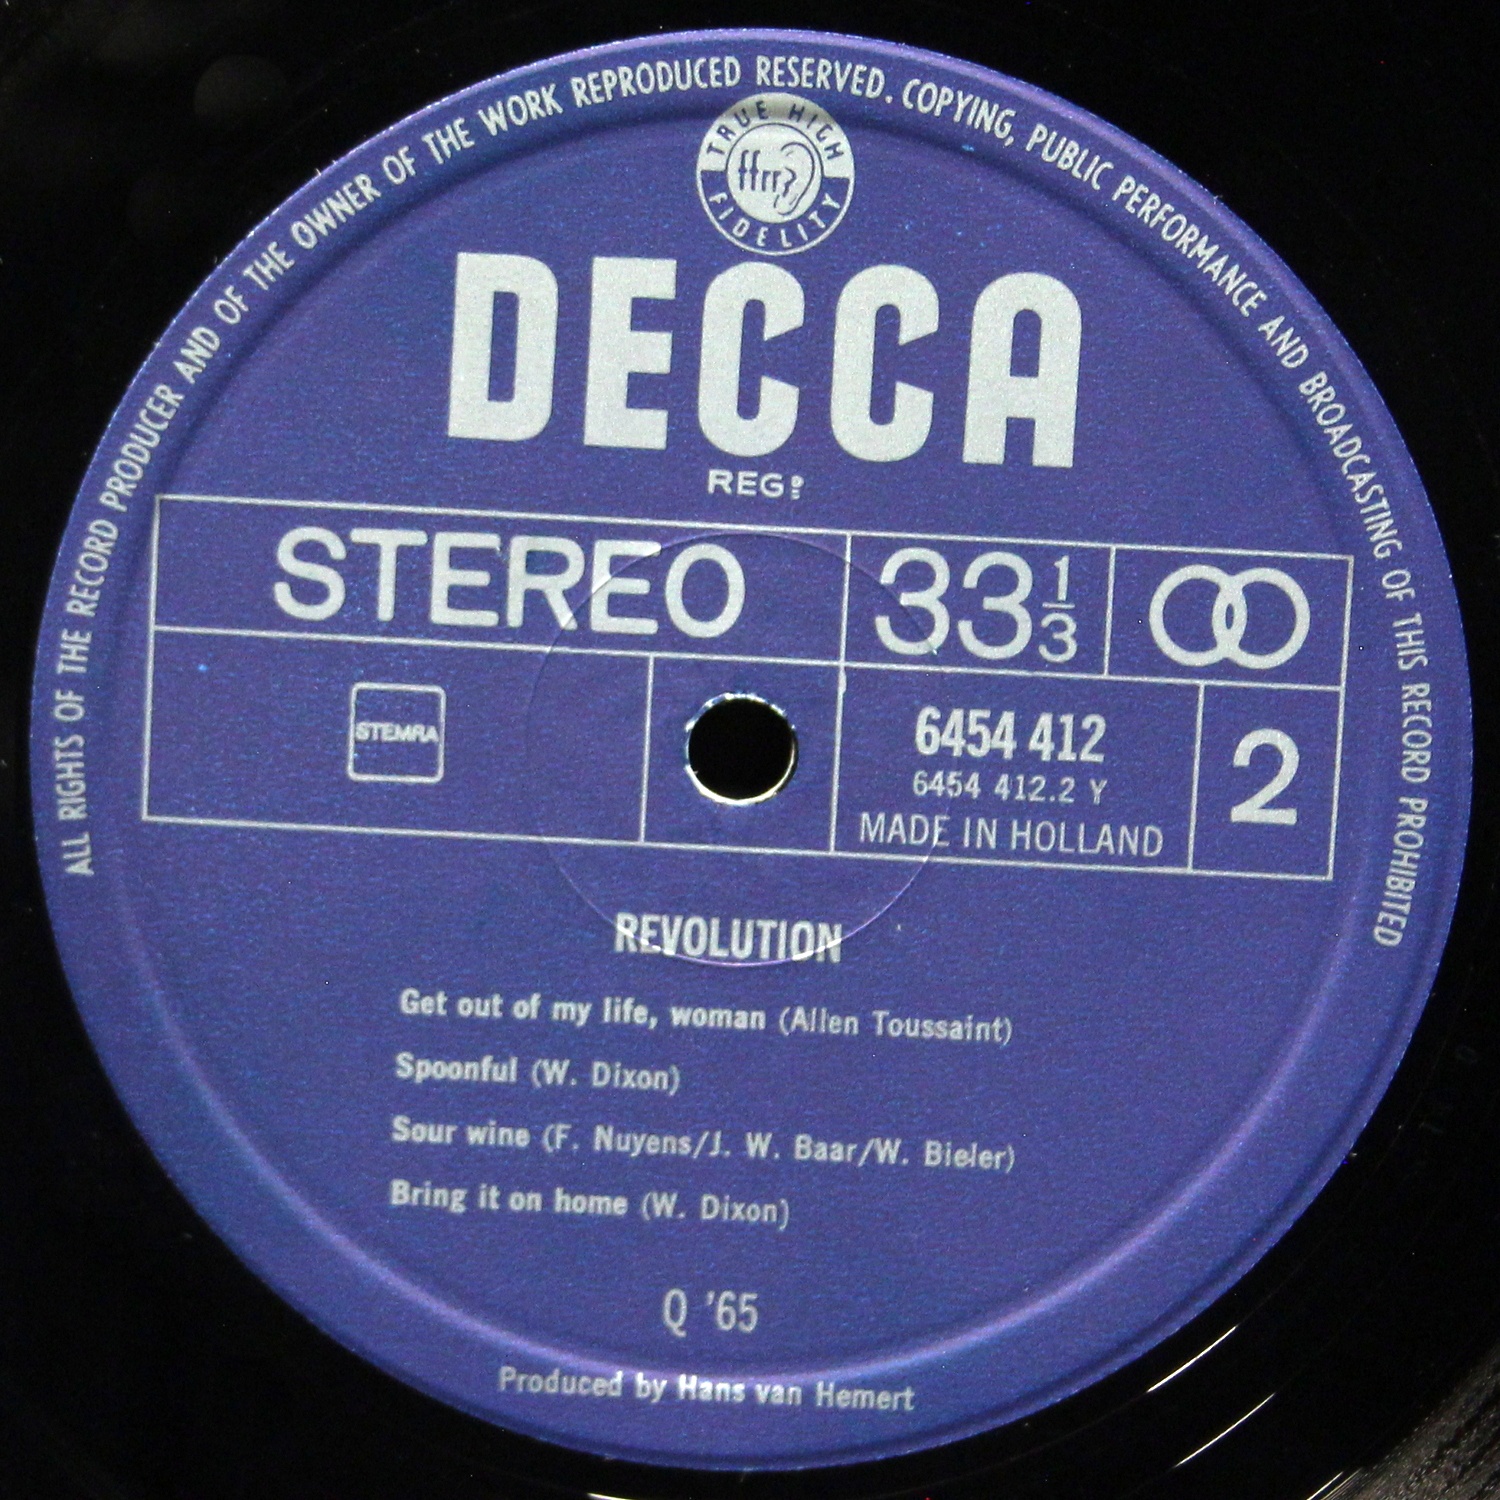 ALL RIGHTS OF THE RECORD PRODUCER AND OF THE OWNER OF THE WORK REPRODUCED RESERVED. COPYING, PUBLIC PERFORMANCE AND BROADCASTING OF THIS RECORD PROHIBITED
TRUE HIGH
ffrr
FIDELITY
DECCA
REGD
STEREO 33 1/3
STEMRA
6454 412
6454 412.2 Y
MADE IN HOLLAND
2
REVOLUTION
Get out of my life, woman (Allen Toussaint)
Spoonful (W. Dixon)
Sour wine (F. Nuyens/J. W. Baar/W. Bieler)
Bring it on home (W. Dixon)
Q '65
Produced by Hans van Hemert